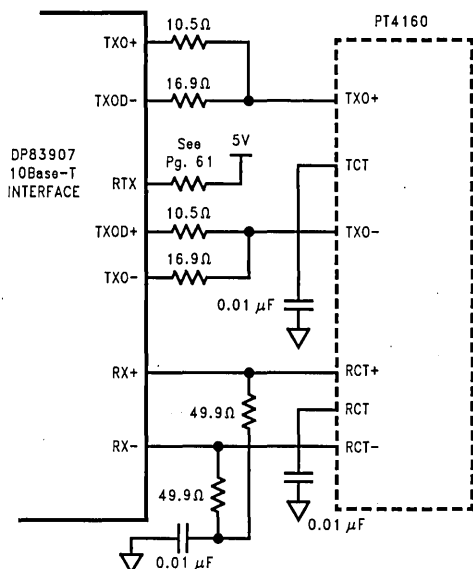 PT4160
10.5Ω
TXO+
16.9Ω
TXOD-
TXO+
See
Pg. 61
5V
DP83907
10Base-T
INTERFACE
TCT
RTX
10.5Ω
TXOD+
TXO-
16.9Ω
TXO-
0.01 µF
RX+
RCT+
49.9Ω
RCT
RX-
RCT-
49.9Ω
0.01 µF
0.01 µF